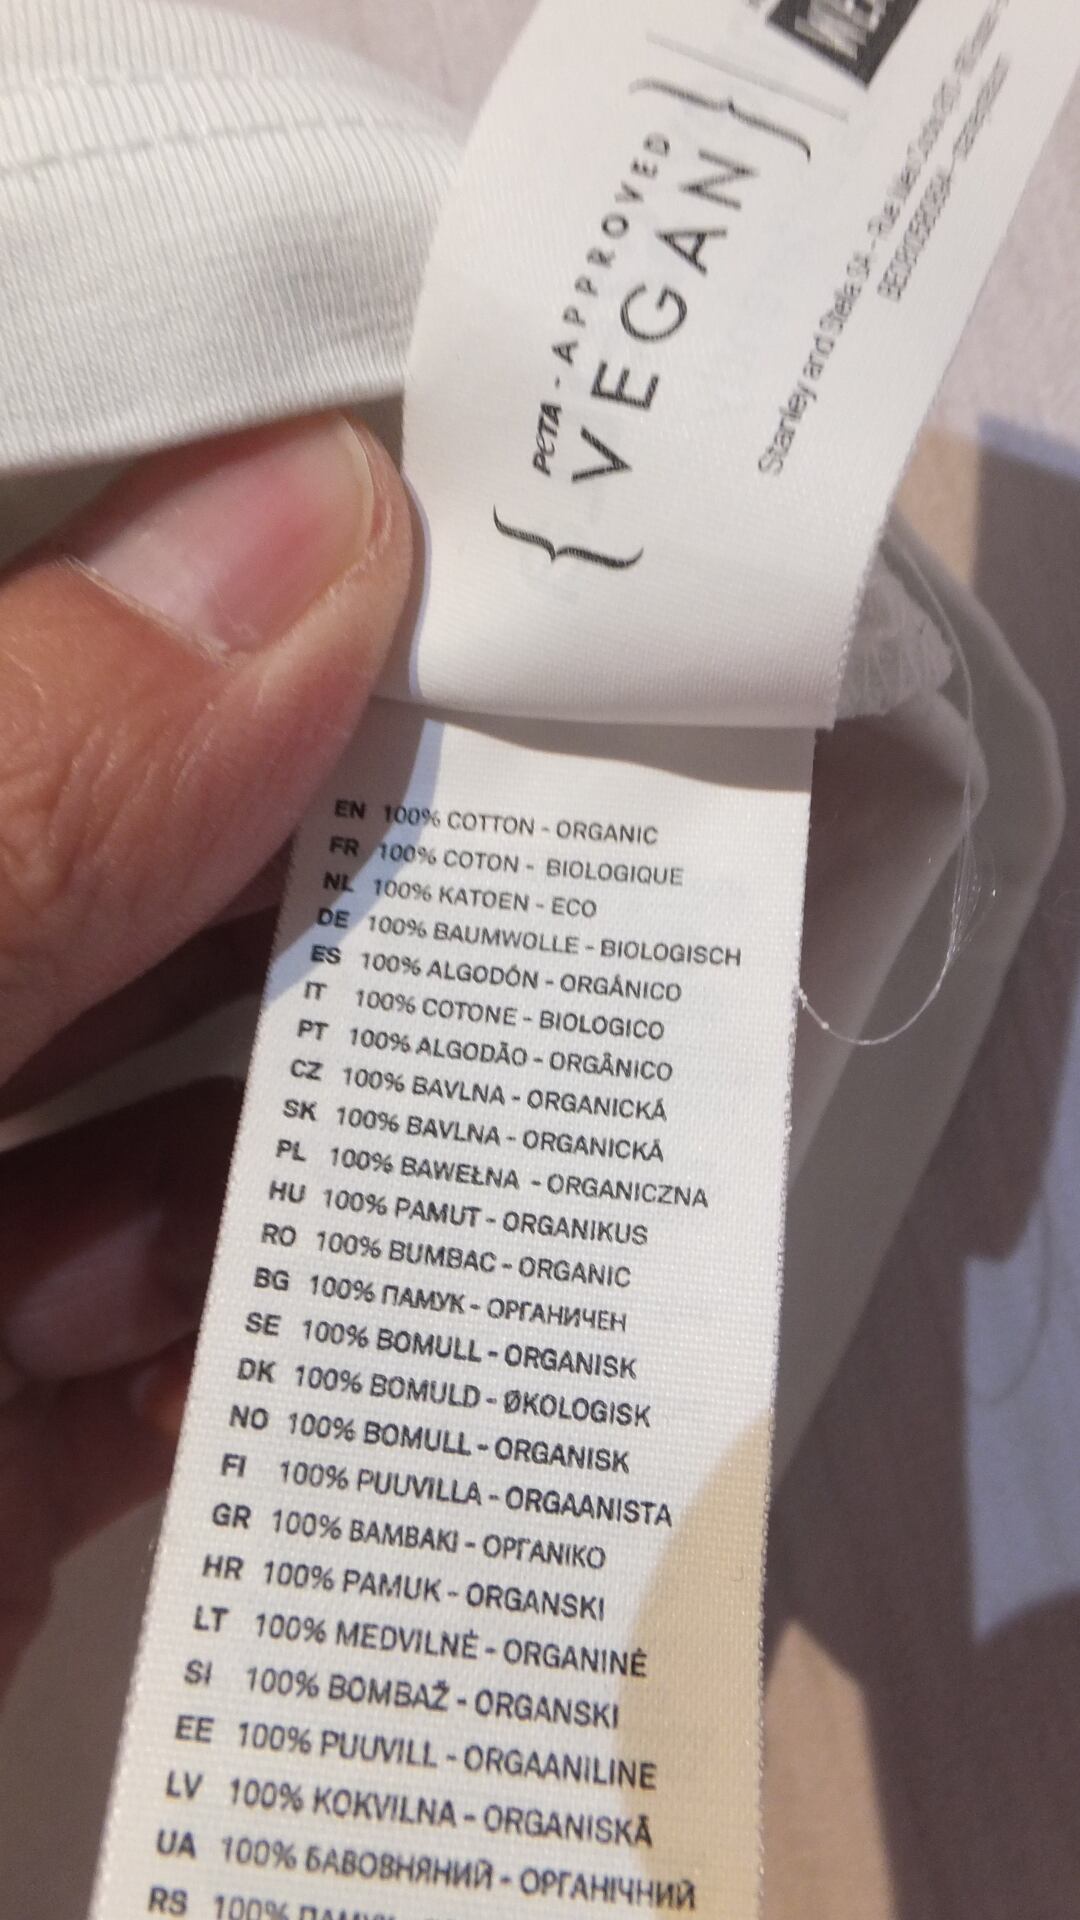 PETA - APPROVED
{ VEGAN }
Stanley and Stella SA - Rue
EN 100% COTTON - ORGANIC
FR 100% COTON - BIOLOGIQUE
NL 100% KATOEN - ECO
DE 100% BAUMWOLLE - BIOLOGISCH
ES 100% ALGODÓN - ORGÁNICO
IT 100% COTONE - BIOLOGICO
PT 100% ALGODÃO - ORGÂNICO
CZ 100% BAVLNA - ORGANICKÁ
SK 100% BAVLNA - ORGANICKÁ
PL 100% BAWEŁNA - ORGANICZNA
HU 100% PAMUT - ORGANIKUS
RO 100% BUMBAC - ORGANIC
BG 100% ПАМУК - ОРГАНИЧЕН
SE 100% BOMULL - ORGANISK
DK 100% BOMULD - ØKOLOGISK
NO 100% BOMULL - ORGANISK
FI 100% PUUVILLA - ORGAANISTA
GR 100% ΒΑΜΒΑΚΙ - ΟΡΓΑΝΙΚΟ
HR 100% PAMUK - ORGANSKI
LT 100% MEDVILNĖ - ORGANINĖ
SI 100% BOMBAŽ - ORGANSKI
EE 100% PUUVILL - ORGAANILINE
LV 100% KOKVILNA - ORGANISKĀ
UA 100% БАВОВНЯНИЙ - ОРГАНІЧНИЙ
RS 100%